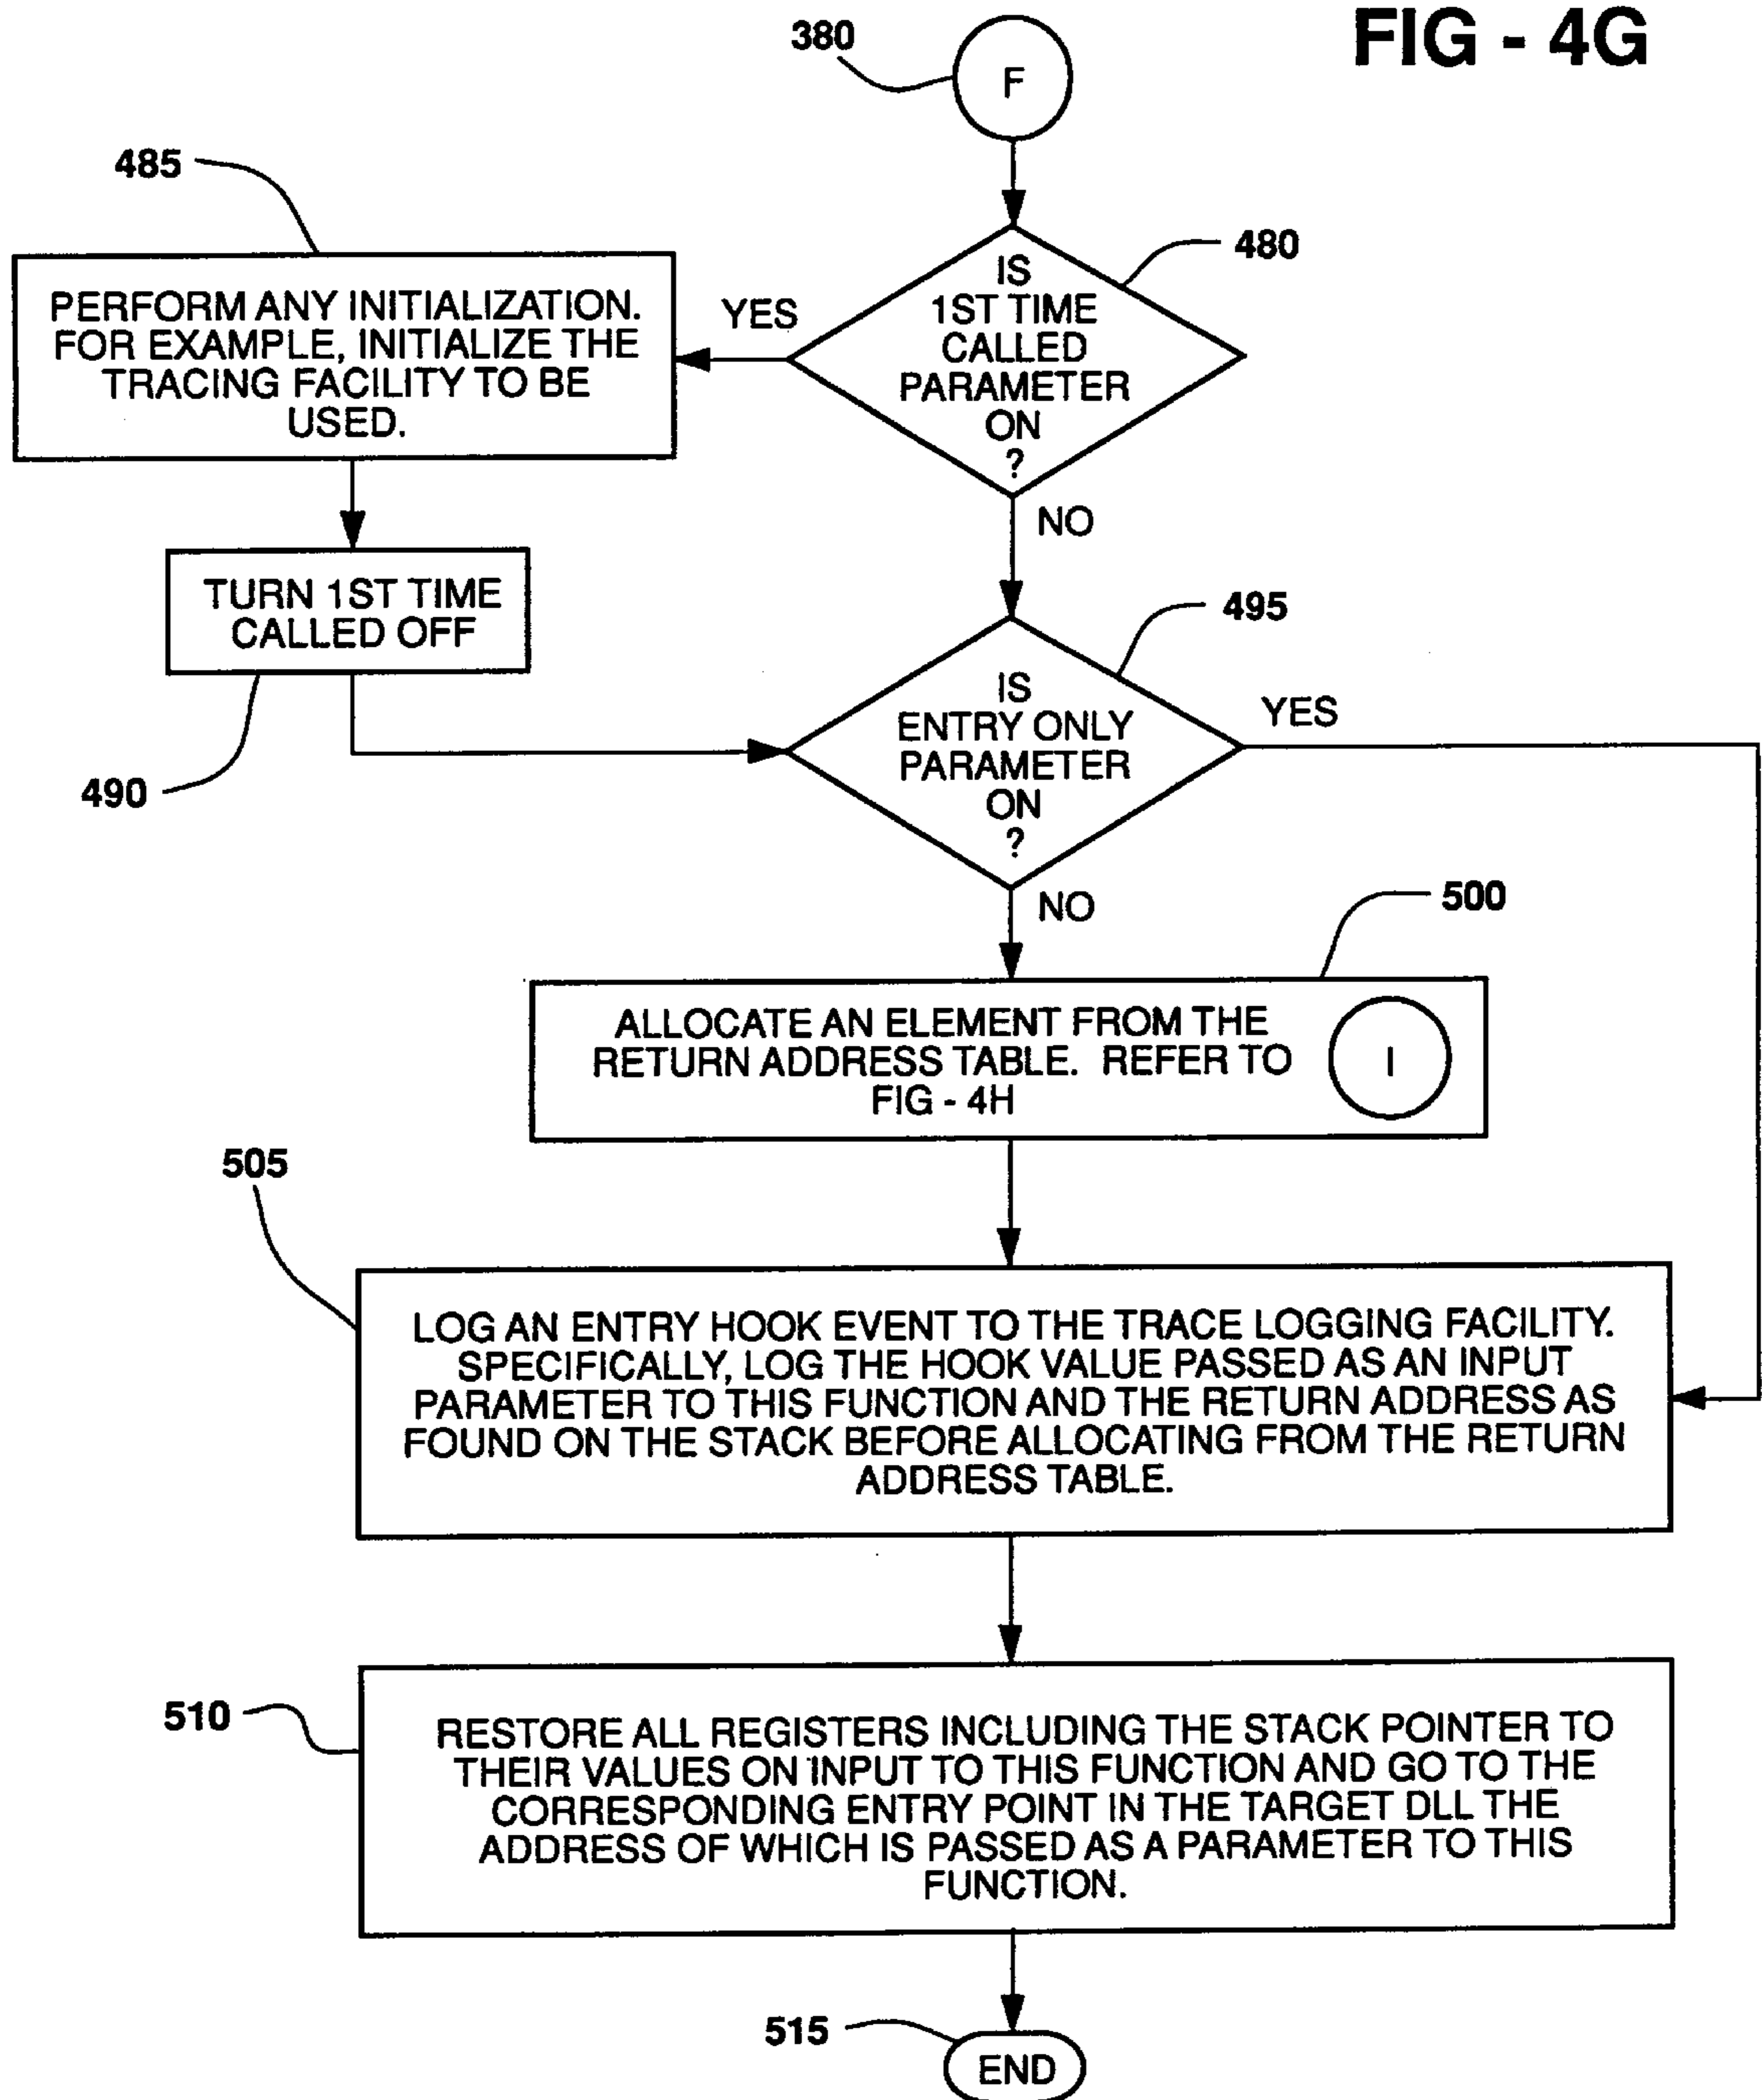 FIG - 4G
380
F
485
480
IS
1ST TIME
CALLED
PARAMETER
ON
?
YES
PERFORM ANY INITIALIZATION.
FOR EXAMPLE, INITIALIZE THE
TRACING FACILITY TO BE
USED.
NO
TURN 1ST TIME
CALLED OFF
490
495
IS
ENTRY ONLY
PARAMETER
ON
?
YES
NO
500
ALLOCATE AN ELEMENT FROM THE
RETURN ADDRESS TABLE. REFER TO
FIG - 4H
I
505
LOG AN ENTRY HOOK EVENT TO THE TRACE LOGGING FACILITY.
SPECIFICALLY, LOG THE HOOK VALUE PASSED AS AN INPUT
PARAMETER TO THIS FUNCTION AND THE RETURN ADDRESS AS
FOUND ON THE STACK BEFORE ALLOCATING FROM THE RETURN
ADDRESS TABLE.
510
RESTORE ALL REGISTERS INCLUDING THE STACK POINTER TO
THEIR VALUES ON INPUT TO THIS FUNCTION AND GO TO THE
CORRESPONDING ENTRY POINT IN THE TARGET DLL THE
ADDRESS OF WHICH IS PASSED AS A PARAMETER TO THIS
FUNCTION.
515
END